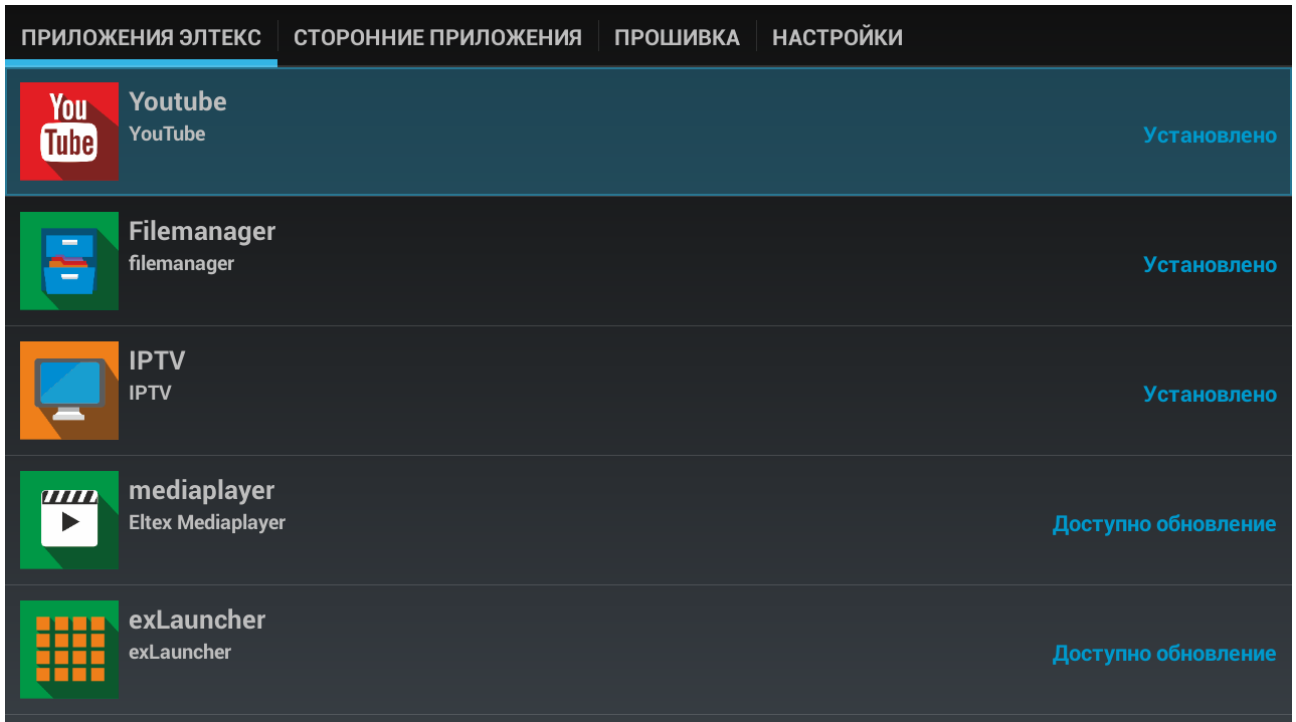 ПРИЛОЖЕНИЯ ЭЛТЕКС СТОРОННИЕ ПРИЛОЖЕНИЯ ПРОШИВКА НАСТРОЙКИ
You
Tube
Youtube
YouTube
Установлено
Filemanager
filemanager
Установлено
IPTV
IPTV
Установлено
mediaplayer
Eltex Mediaplayer
Доступно обновление
exLauncher
exLauncher
Доступно обновление